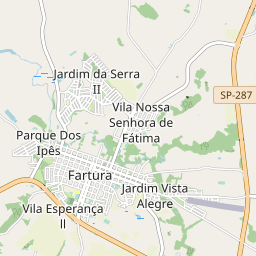 Jardim da Serra
II
SP-287
Vila Nossa
Senhora de
Fátima
Parque Dos
Ipês
Fartura
Jardim Vista
Alegre
Vila Esperança
II